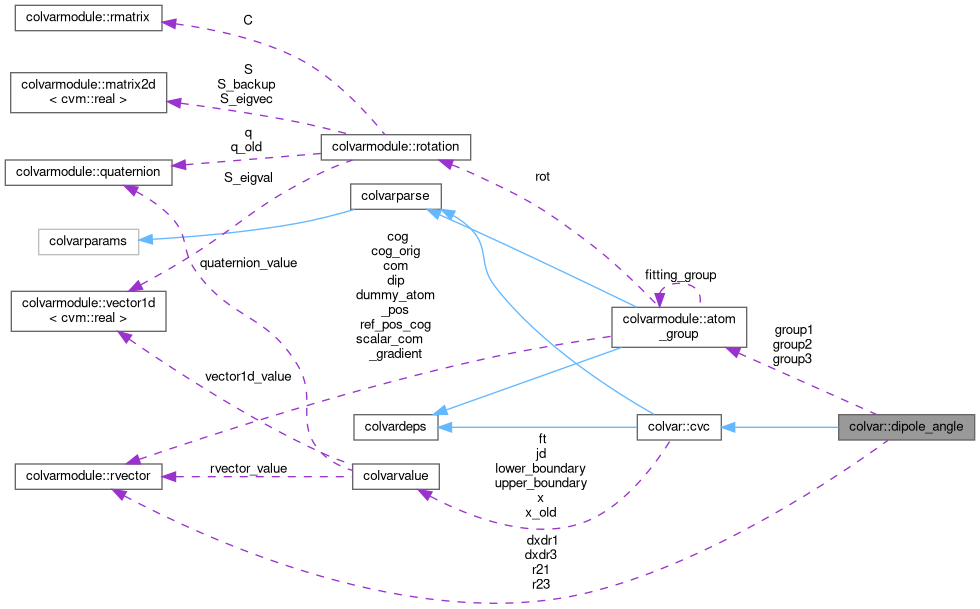 colvarmodule::rmatrix
C
colvarmodule::matrix2d
< cvm::real >
S
S_backup
S_eigvec
colvarmodule::rotation
q
q_old
colvarmodule::quaternion
S_eigval
rot
colvarparse
colvarparams
cog
cog_orig
com
dip
dummy_atom
_pos
ref_pos_cog
scalar_com
_gradient
quaternion_value
fitting_group
colvarmodule::vector1d
< cvm::real >
colvarmodule::atom
_group
group1
group2
group3
vector1d_value
colvardeps
colvar::cvc
colvar::dipole_angle
ft
jd
lower_boundary
upper_boundary
x
x_old
colvarmodule::rvector
rvector_value
colvarvalue
dxdr1
dxdr3
r21
r23